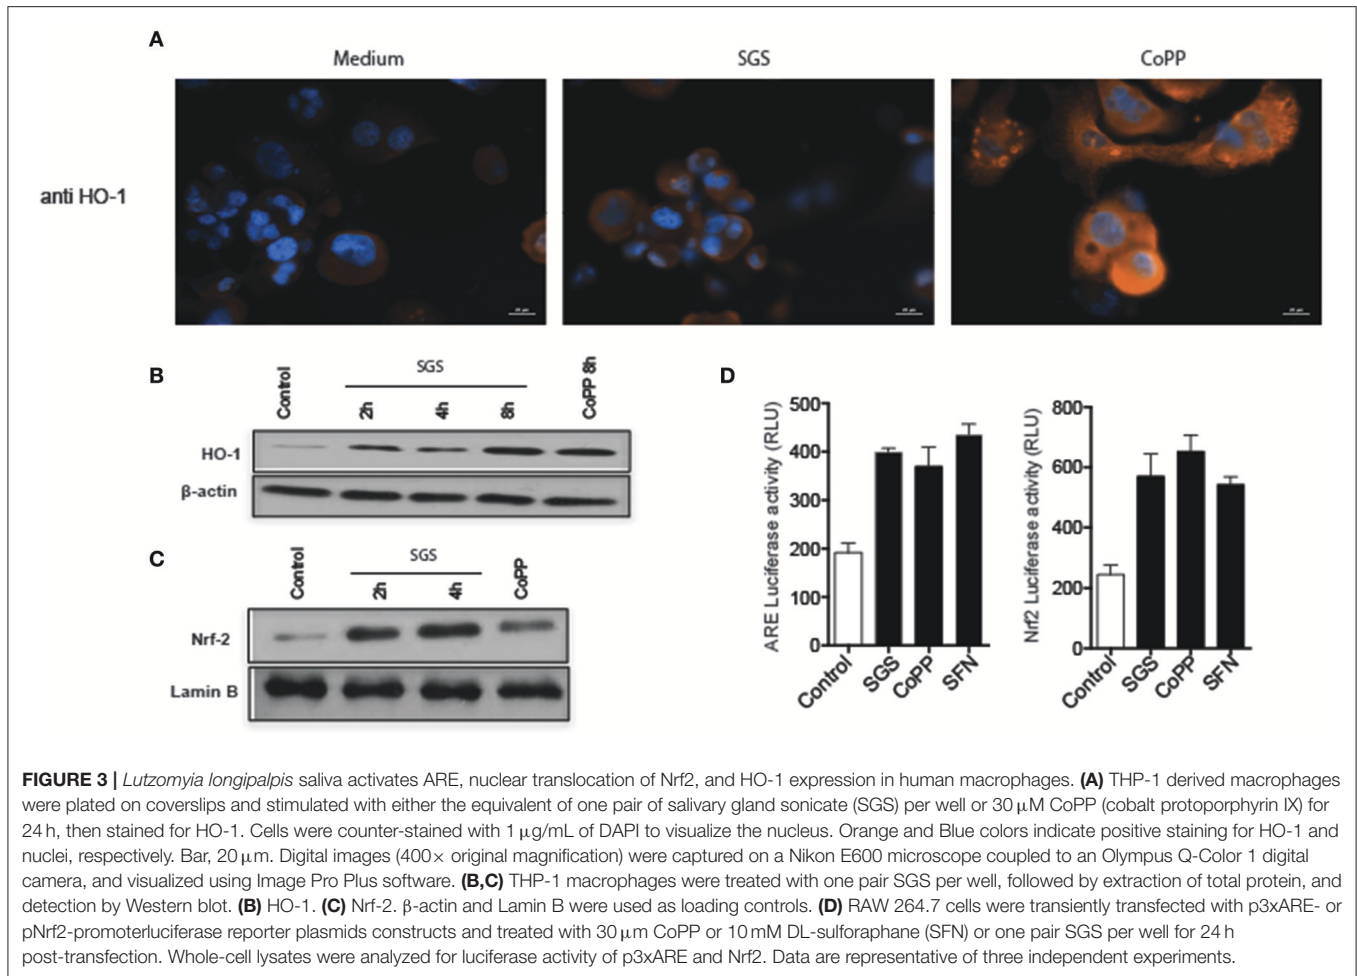 A
Medium
SGS
CoPP
anti HO-1
B
Control
SGS
2h
4h
8h
CoPP 8h
HO-1
β-actin
C
Control
SGS
2h
4h
CoPP
Nrf-2
Lamin B
D
ARE Luciferase activity (RLU)
500
400
300
200
100
0
Control
SGS
CoPP
SFN
Nrf2 Luciferase activity (RLU)
800
600
400
200
0
Control
SGS
CoPP
SFN
FIGURE 3 | Lutzomyia longipalpis saliva activates ARE, nuclear translocation of Nrf2, and HO-1 expression in human macrophages. (A) THP-1 derived macrophages
were plated on coverslips and stimulated with either the equivalent of one pair of salivary gland sonicate (SGS) per well or 30 μM CoPP (cobalt protoporphyrin IX) for
24 h, then stained for HO-1. Cells were counter-stained with 1 μg/mL of DAPI to visualize the nucleus. Orange and Blue colors indicate positive staining for HO-1 and
nuclei, respectively. Bar, 20 μm. Digital images (400× original magnification) were captured on a Nikon E600 microscope coupled to an Olympus Q-Color 1 digital
camera, and visualized using Image Pro Plus software. (B,C) THP-1 macrophages were treated with one pair SGS per well, followed by extraction of total protein, and
detection by Western blot. (B) HO-1. (C) Nrf-2. β-actin and Lamin B were used as loading controls. (D) RAW 264.7 cells were transiently transfected with p3xARE- or
pNrf2-promoterluciferase reporter plasmids constructs and treated with 30 μm CoPP or 10 mM DL-sulforaphane (SFN) or one pair SGS per well for 24 h
post-transfection. Whole-cell lysates were analyzed for luciferase activity of p3xARE and Nrf2. Data are representative of three independent experiments.